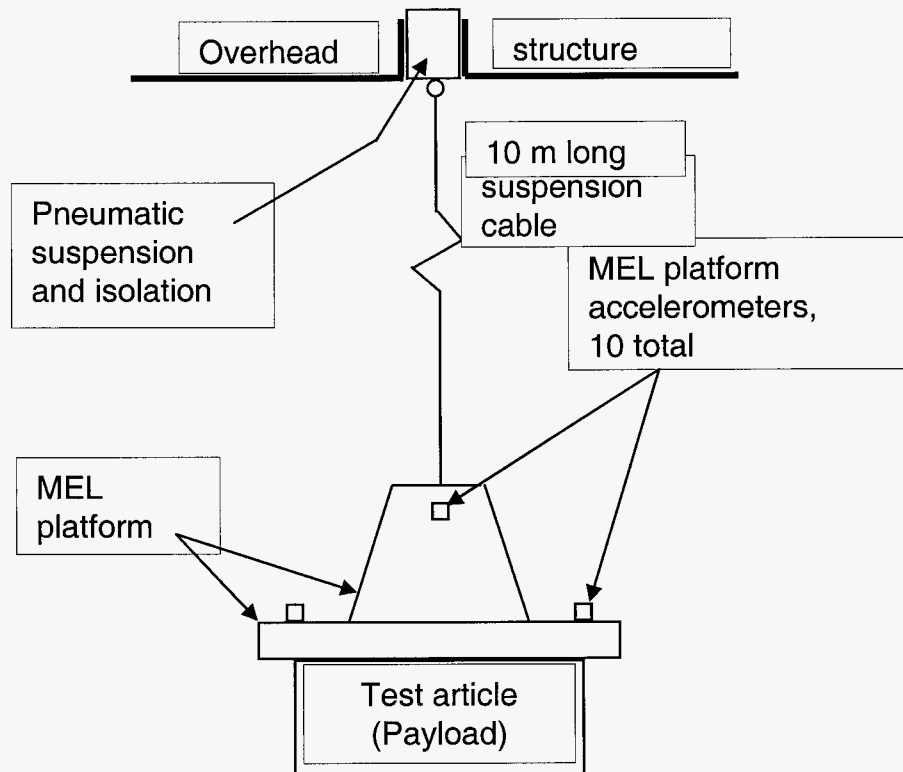 Overhead
structure
10 m long
suspension
cable
Pneumatic
suspension
and isolation
MEL platform
accelerometers,
10 total
MEL
platform
Test article
(Payload)